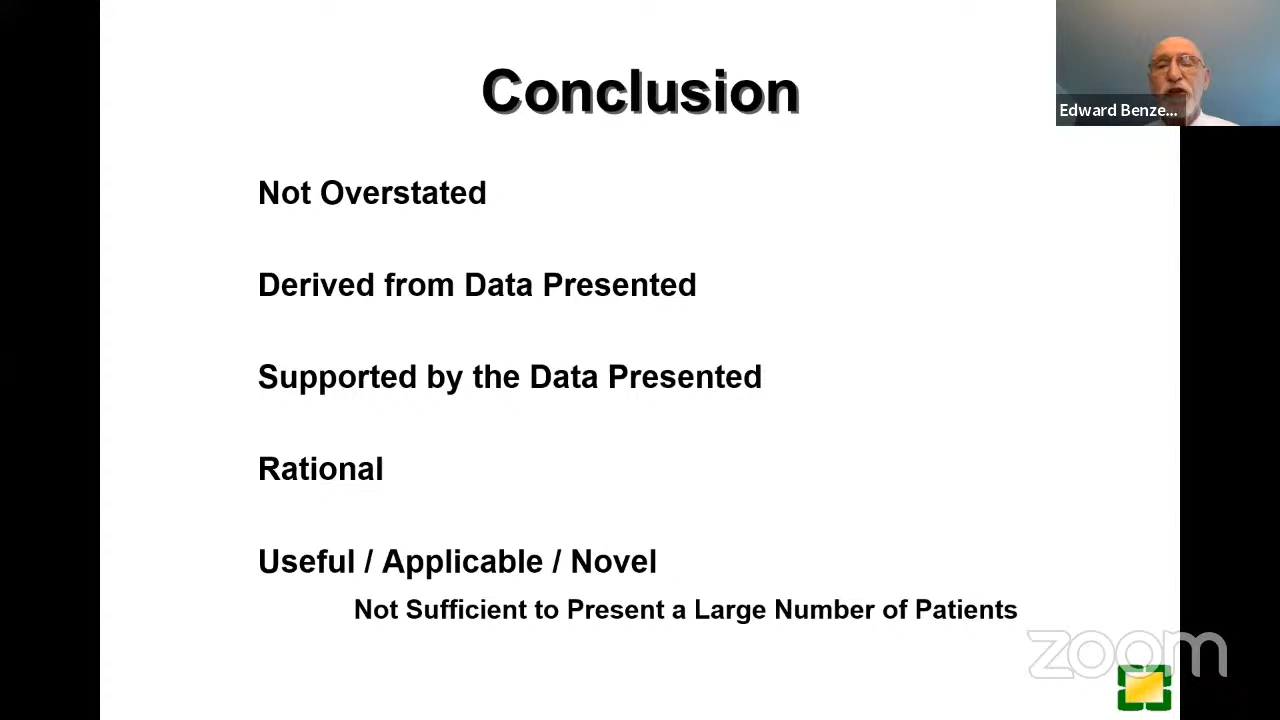 Conclusion
Edward Benze...
Not Overstated
Derived from Data Presented
Supported by the Data Presented
Rational
Useful / Applicable / Novel
Not Sufficient to Present a Large Number of Patients
zoom